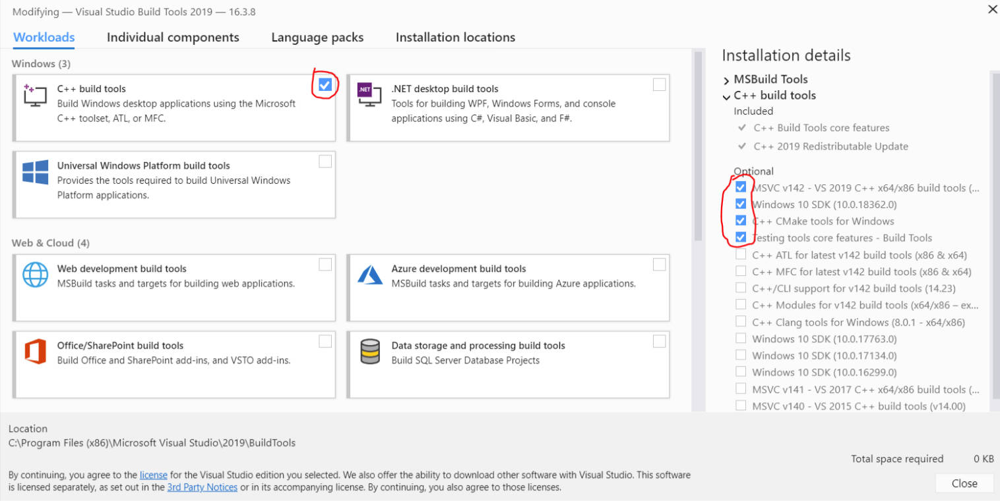 Modifying — Visual Studio Build Tools 2019 — 16.3.8
Workloads
Individual components
Language packs
Installation locations
Windows (3)
C++ build tools
Build Windows desktop applications using the Microsoft
C++ toolset, ATL, or MFC.
.NET
.NET desktop build tools
Tools for building WPF, Windows Forms, and console
applications using C#, Visual Basic, and F#.
Universal Windows Platform build tools
Provides the tools required to build Universal Windows
Platform applications.
Web & Cloud (4)
Web development build tools
MSBuild tasks and targets for building web applications.
Azure development build tools
MSBuild tasks and targets for building Azure applications.
Office/SharePoint build tools
Build Office and SharePoint add-ins, and VSTO add-ins.
Data storage and processing build tools
Build SQL Server Database Projects
Installation details
MSBuild Tools
C++ build tools
Included
C++ Build Tools core features
C++ 2019 Redistributable Update
Optional
MSVC v142 - VS 2019 C++ x64/x86 build tools (...
Windows 10 SDK (10.0.18362.0)
C++ CMake tools for Windows
Testing tools core features - Build Tools
C++ ATL for latest v142 build tools (x86 & x64)
C++ MFC for latest v142 build tools (x86 & x64)
C++/CLI support for v142 build tools (14.23)
C++ Modules for v142 build tools (x64/x86 – ex...
C++ Clang tools for Windows (8.0.1 - x64/x86)
Windows 10 SDK (10.0.17763.0)
Windows 10 SDK (10.0.17134.0)
Windows 10 SDK (10.0.16299.0)
MSVC v141 - VS 2017 C++ x64/x86 build tools (...
MSVC v140 - VS 2015 C++ build tools (v14.00)
Location
C:\Program Files (x86)\Microsoft Visual Studio\2019\BuildTools
Total space required 0 KB
By continuing, you agree to the license for the Visual Studio edition you selected. We also offer the ability to download other software with Visual Studio. This software
is licensed separately, as set out in the 3rd Party Notices or in its accompanying license. By continuing, you also agree to those licenses.
Close